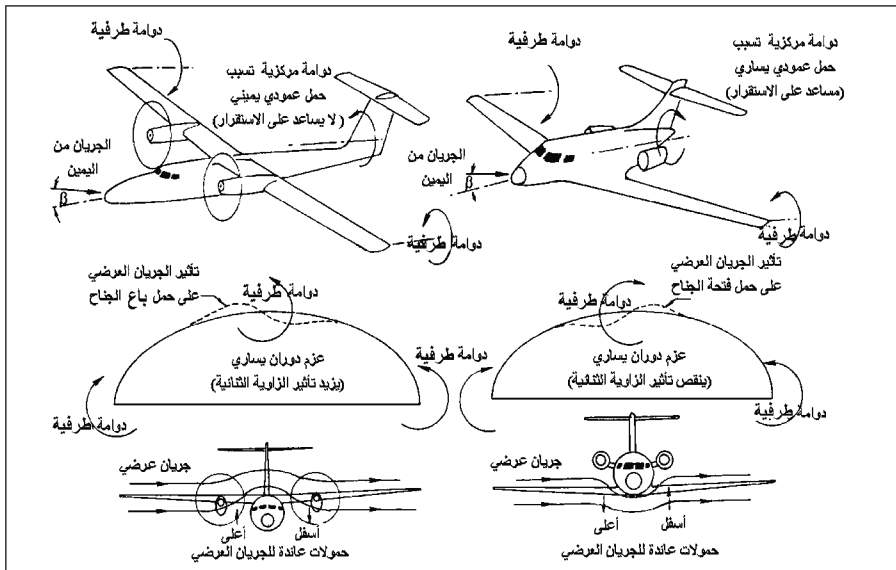 دوامة طرفية
دوامة مركزية تسبب
حمل عمودي يميني
(لا يساعد على الاستقرار)
الجريان من
اليمين
β
دوامة طرفية
دوامة طرفية
دوامة مركزية تسبب
حمل عمودي يساري
(مساعد على الاستقرار)
الجريان من
اليمين
β
دوامة طرفية
تأثير الجريان العرضي
على حمل باع الجناح
دوامة طرفية
عزم دوران يساري
(يزيد تأثير الزاوية الثنائية)
دوامة طرفية
دوامة طرفية
تأثير الجريان العرضي
على حمل فتحة الجناح
دوامة طرفية
عزم دوران يساري
(ينقص تأثير الزاوية الثنائية)
دوامة طرفية
جريان عرضي
أعلى
أسفل
حمولات عائدة للجريان العرضي
جريان عرضي
أعلى
أسفل
حمولات عائدة للجريان العرضي